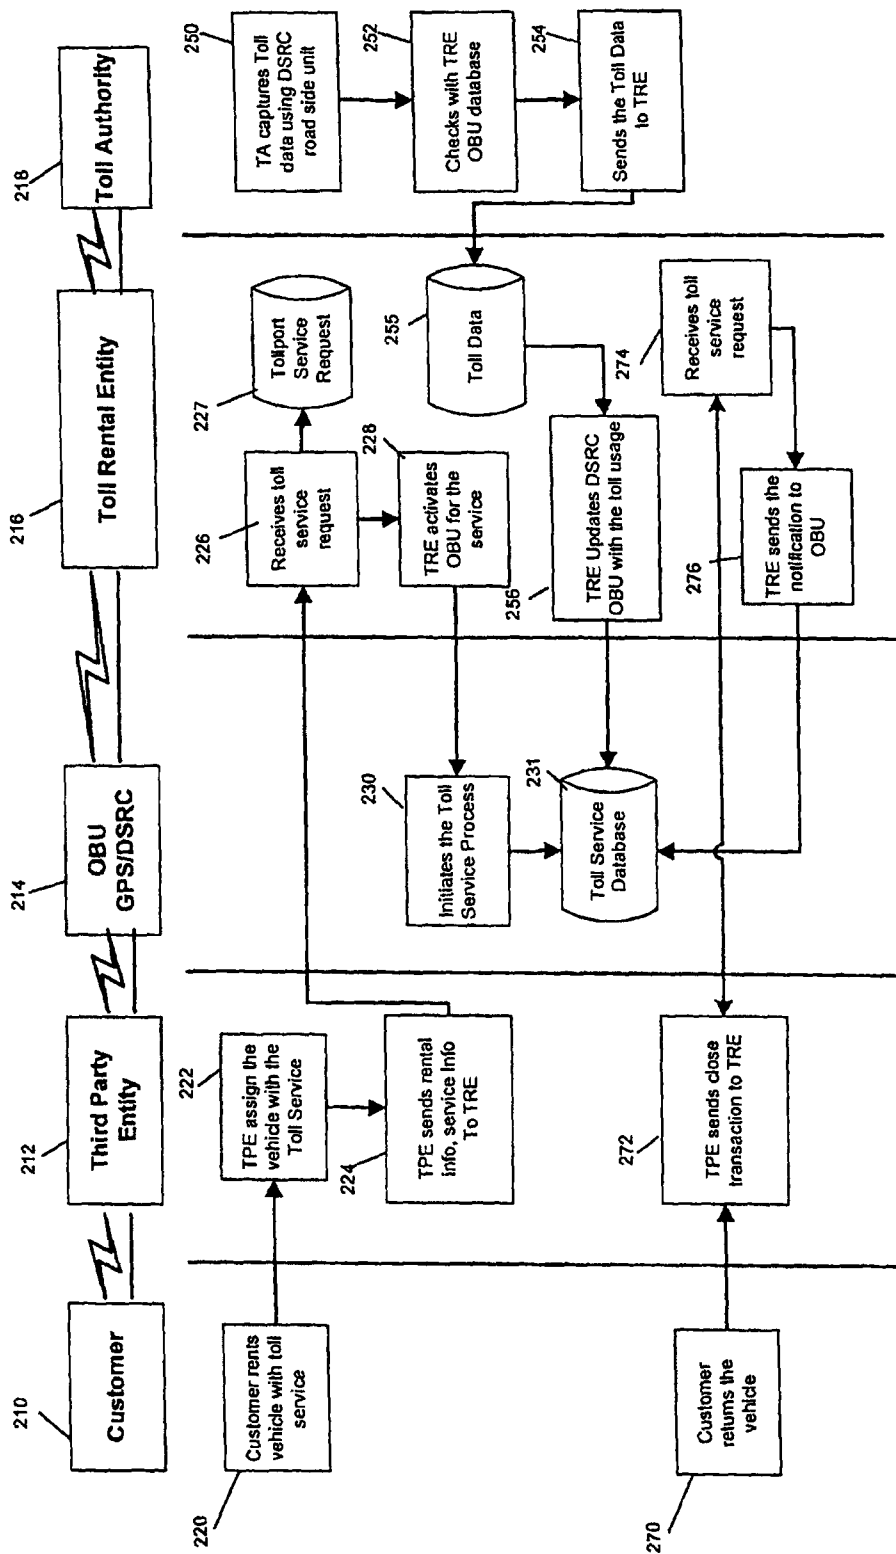 210
Customer
212
Third Party
Entity
214
OBU
GPS/DSRC
216
Toll Rental Entity
218
Toll Authority
220
Customer rents
vehicle with toll
service
222
TPE assign the
vehicle with the
Toll Service
224
TPE sends rental
info, service Info
To TRE
226
Receives toll
service
request
227
Tollport
Service
Request
228
TRE activates
OBU for the
service
230
Initiates the Toll
Service Process
231
Toll Service
Database
250
TA captures Toll
data using DSRC
road side unit
252
Checks with TRE
OBU database
254
Sends the Toll Data
to TRE
255
Toll Data
256
TRE Updates DSRC
OBU with the toll usage
270
Customer
returns the
vehicle
272
TPE sends close
transaction to TRE
274
Receives toll
service
request
276
TRE sends the
notification to
OBU